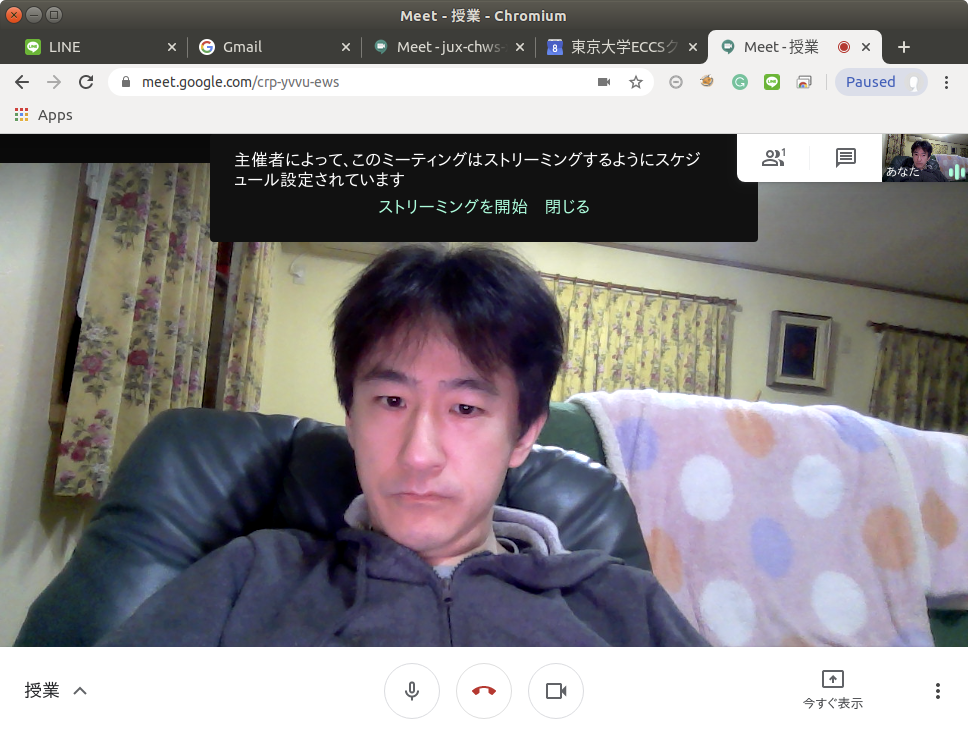 Meet - 授業 - Chromium
LINE
Gmail
Meet - jux-chws-
東京大学ECCSク
Meet - 授業
meet.google.com/crp-yvvu-ews
Paused
Apps
主催者によって、このミーティングはストリーミングするようにスケジ
ュール設定されています
ストリーミングを開始 閉じる
1
あなた
授業
今すぐ表示